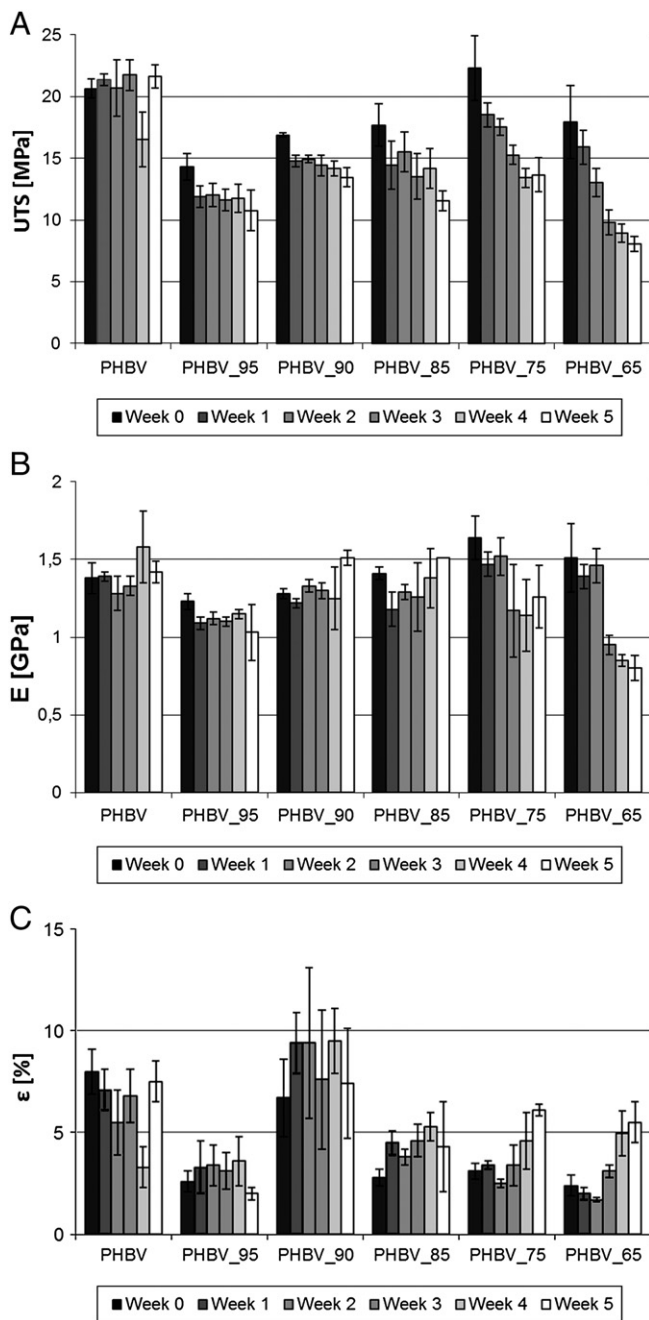 A
UTS [MPa]
25
20
15
10
5
0
PHBV PHBV_95 PHBV_90 PHBV_85 PHBV_75 PHBV_65
Week 0 Week 1 Week 2 Week 3 Week 4 Week 5
B
E [GPa]
2
1,5
1
0,5
0
PHBV PHBV_95 PHBV_90 PHBV_85 PHBV_75 PHBV_65
Week 0 Week 1 Week 2 Week 3 Week 4 Week 5
C
ε [%]
15
10
5
0
PHBV PHBV_95 PHBV_90 PHBV_85 PHBV_75 PHBV_65
Week 0 Week 1 Week 2 Week 3 Week 4 Week 5